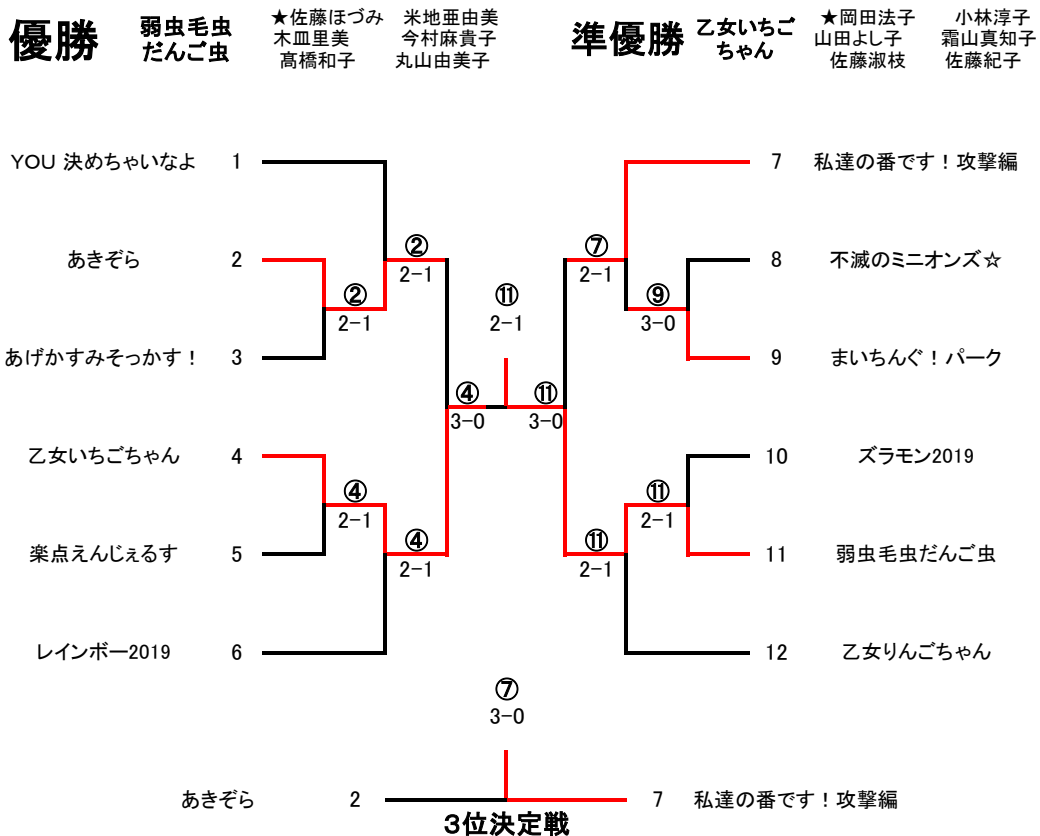 優勝
弱虫毛虫
だんご虫
★佐藤ほづみ 米地亜由美
木皿里美 今村麻貴子
髙橋和子 丸山由美子
準優勝
乙女いちご
ちゃん
★岡田法子 小林淳子
山田よし子 霜山真知子
佐藤淑枝 佐藤紀子
YOU 決めちゃいなよ 1
7 私達の番です！攻撃編
あきぞら 2
② 2-1
⑦ 2-1
8 不滅のミニオンズ☆
② 2-1
⑪ 2-1
⑨ 3-0
あげかすみそっかす！ 3
9 まいちんぐ！パーク
④ 3-0
⑪ 3-0
乙女いちごちゃん 4
10 ズラモン2019
④ 2-1
⑪ 2-1
楽点えんじぇるす 5
④ 2-1
⑪ 2-1
11 弱虫毛虫だんご虫
レインボー2019 6
12 乙女りんごちゃん
⑦
3-0
あきぞら 2
7 私達の番です！攻撃編
3位決定戦